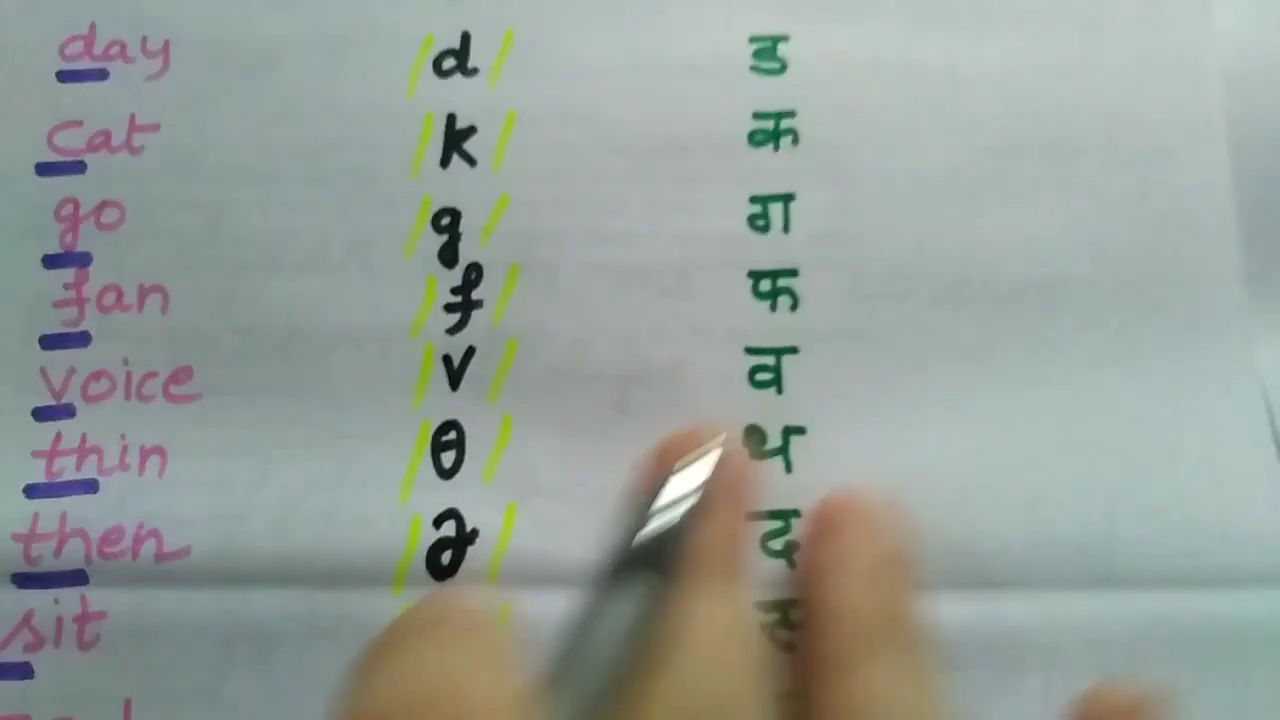 day /d/ ड
cat /k/ क
go /g/ ग
fan /f/ फ
voice /v/ व
thin /θ/ थ
then /ð/ द
sit